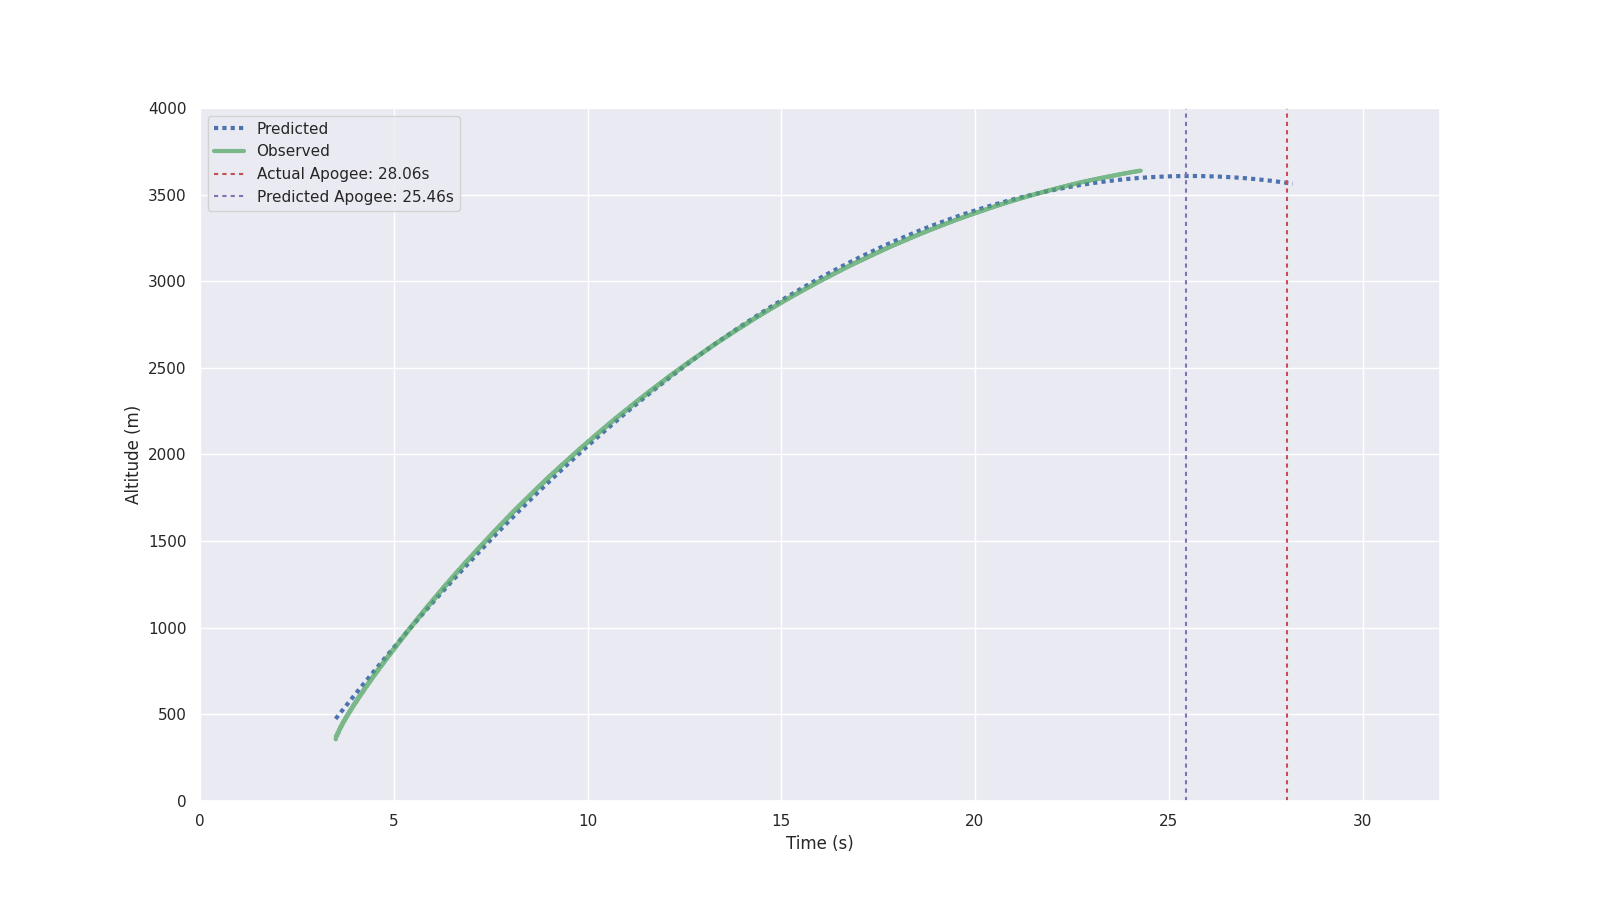 4000
3500
3000
2500
2000
1500
1000
500
0
Altitude (m)
Predicted
Observed
Actual Apogee: 28.06s
Predicted Apogee: 25.46s
0 5 10 15 20 25 30
Time (s)